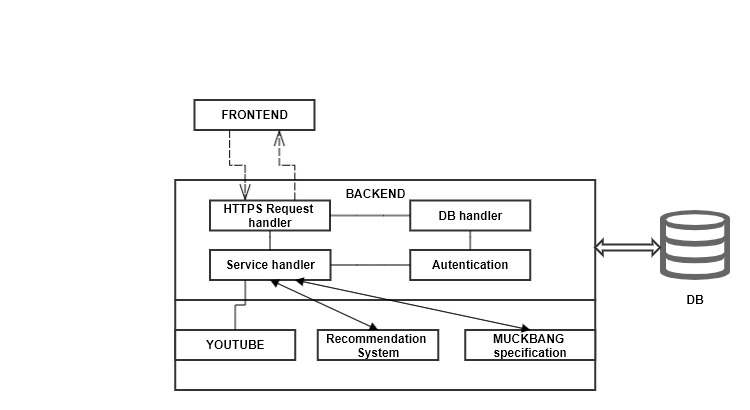 FRONTEND
BACKEND
HTTPS Request
handler
DB handler
Service handler
Autentication
DB
YOUTUBE
Recommendation
System
MUCKBANG
specification